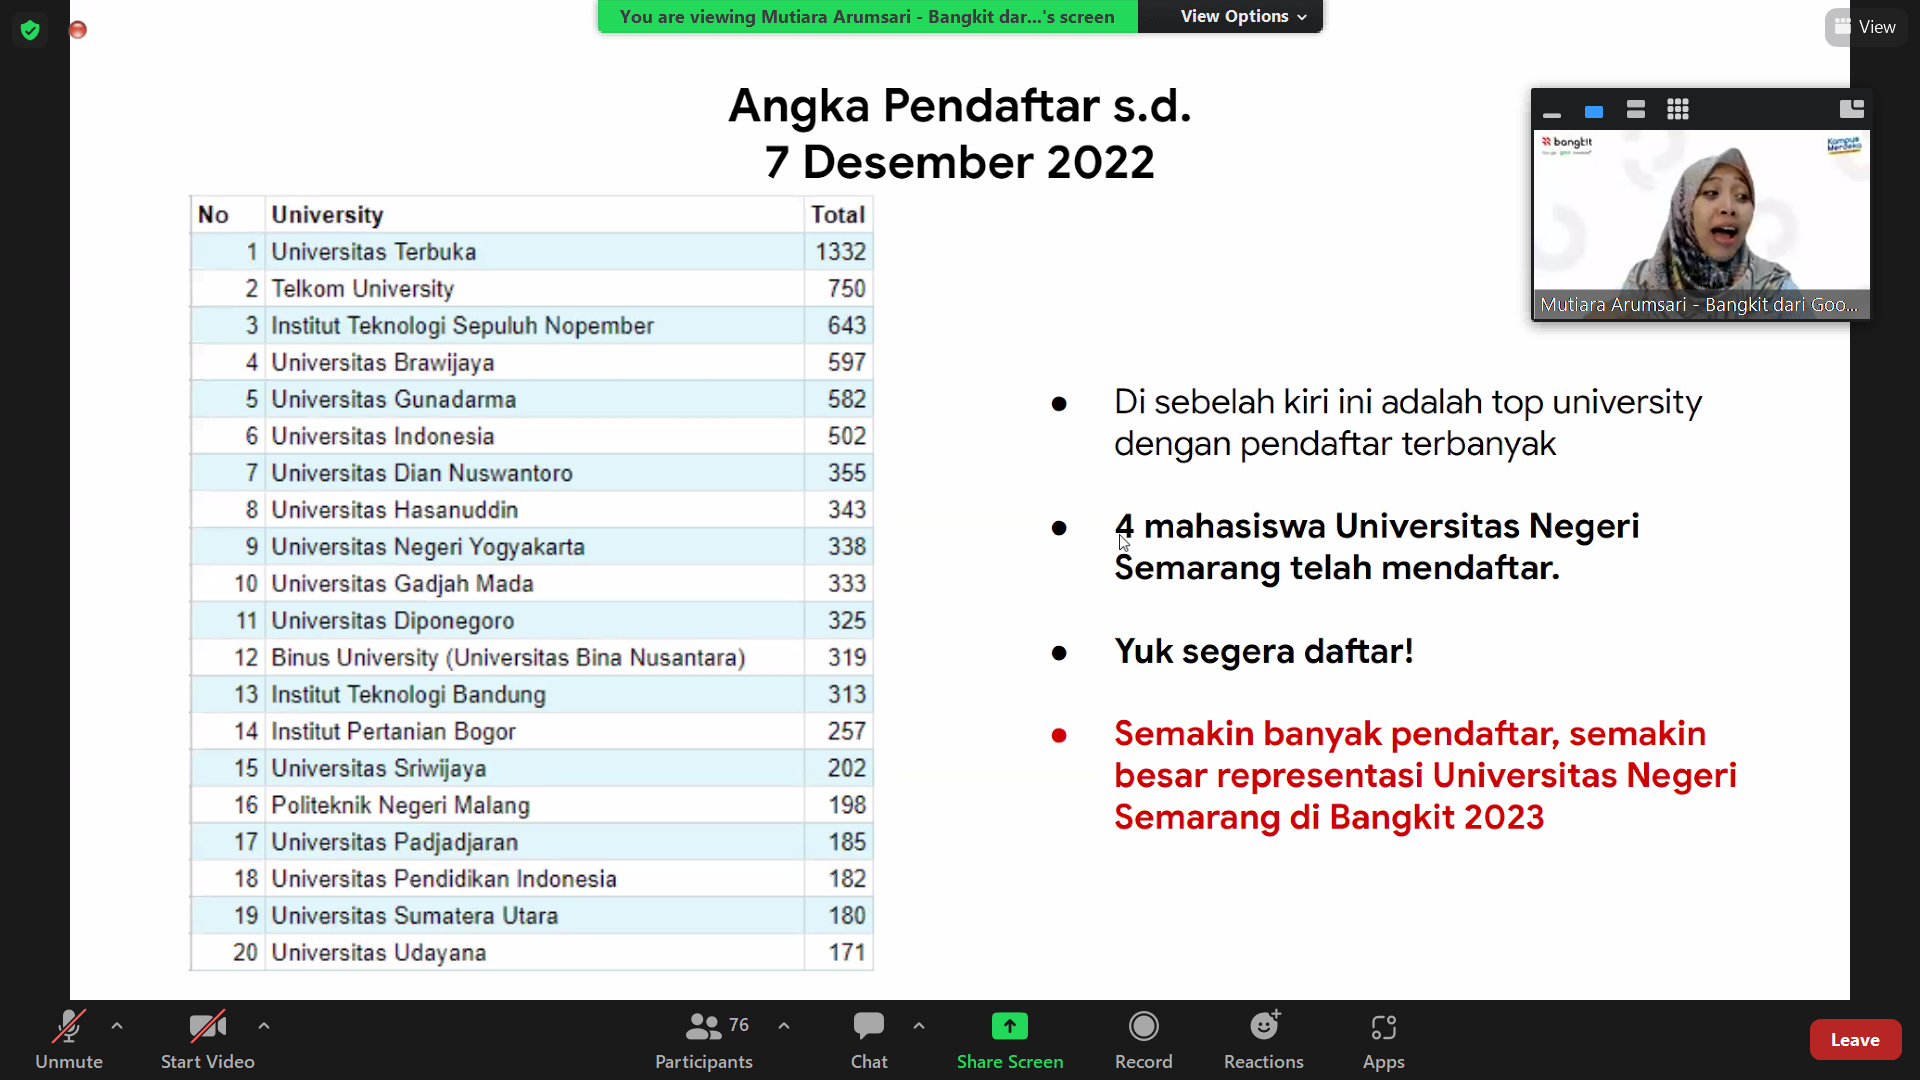 You are viewing Mutiara Arumsari - Bangkit dar...'s screen
View Options
View
Angka Pendaftar s.d.
7 Desember 2022
bangkit
Kampus
Merdeka
Mutiara Arumsari - Bangkit dari Goo...
No University Total
1 Universitas Terbuka 1332
2 Telkom University 750
3 Institut Teknologi Sepuluh Nopember 643
4 Universitas Brawijaya 597
5 Universitas Gunadarma 582
6 Universitas Indonesia 502
7 Universitas Dian Nuswantoro 355
8 Universitas Hasanuddin 343
9 Universitas Negeri Yogyakarta 338
10 Universitas Gadjah Mada 333
11 Universitas Diponegoro 325
12 Binus University (Universitas Bina Nusantara) 319
13 Institut Teknologi Bandung 313
14 Institut Pertanian Bogor 257
15 Universitas Sriwijaya 202
16 Politeknik Negeri Malang 198
17 Universitas Padjadjaran 185
18 Universitas Pendidikan Indonesia 182
19 Universitas Sumatera Utara 180
20 Universitas Udayana 171
● Di sebelah kiri ini adalah top university
dengan pendaftar terbanyak
● 4 mahasiswa Universitas Negeri
Semarang telah mendaftar.
● Yuk segera daftar!
● Semakin banyak pendaftar, semakin
besar representasi Universitas Negeri
Semarang di Bangkit 2023
Unmute
Start Video
76
Participants
Chat
Share Screen
Record
Reactions
Apps
Leave